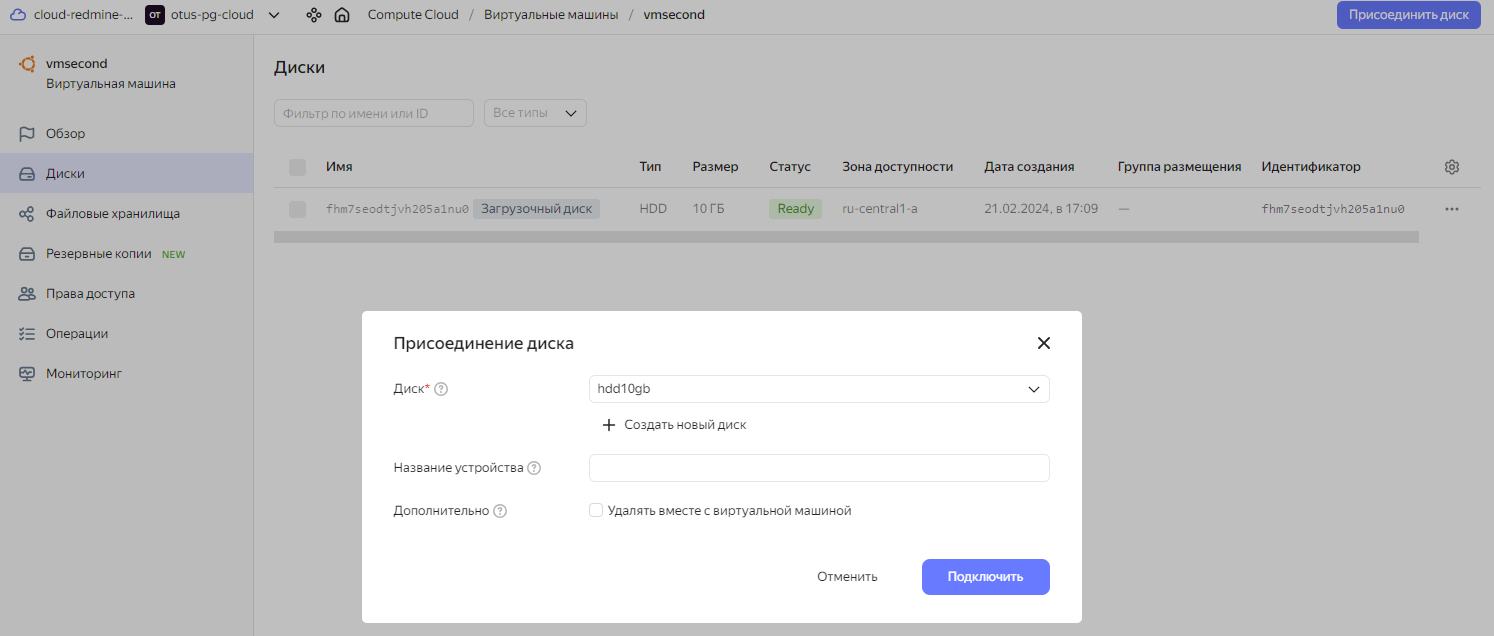 cloud-redmine-... OT otus-pg-cloud Compute Cloud / Виртуальные машины / vmsecond Присоединить диск
vmsecond
Виртуальная машина
Обзор
Диски
Файловые хранилища
Резервные копии NEW
Права доступа
Операции
Мониторинг
Диски
Фильтр по имени или ID Все типы
Имя Тип Размер Статус Зона доступности Дата создания Группа размещения Идентификатор
fhm7seodtjvh205a1nu0 Загрузочный диск HDD 10 ГБ Ready ru-central1-a 21.02.2024, в 17:09 — fhm7seodtjvh205a1nu0
Присоединение диска
Диск* hdd10gb
+ Создать новый диск
Название устройства
Дополнительно Удалять вместе с виртуальной машиной
Отменить Подключить